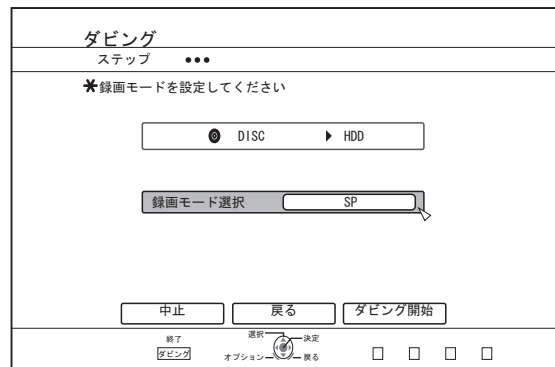 ダビング
ステップ
録画モードを設定してください
DISC HDD
録画モード選択 SP
中止 戻る ダビング開始
終了 選択 決定
ダビング オプション 戻る